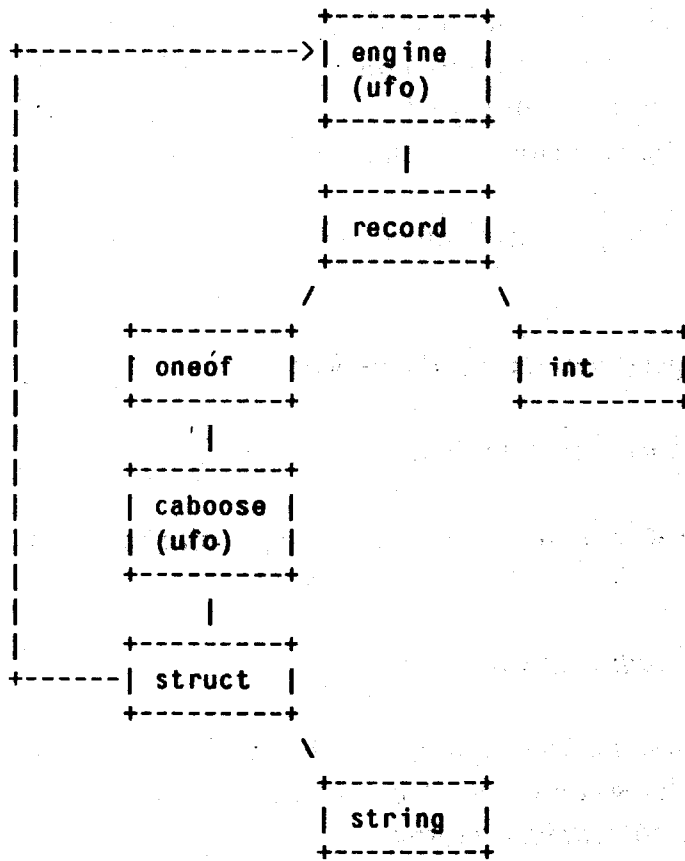 engine
(ufo)
record
oneof
int
caboose
(ufo)
struct
string